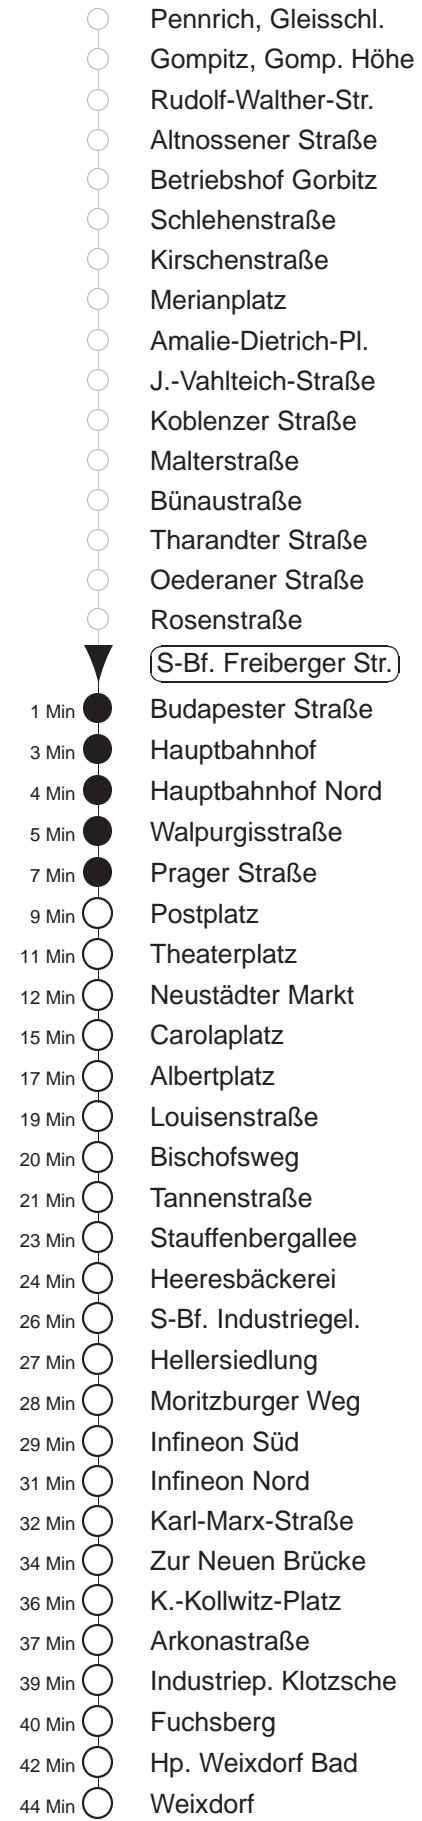 Pennrich, Gleisschl.
Gompitz, Gomp. Höhe
Rudolf-Walther-Str.
Altnossener Straße
Betriebshof Gorbitz
Schlehenstraße
Kirschenstraße
Merianplatz
Amalie-Dietrich-Pl.
J.-Vahlteich-Straße
Koblenzer Straße
Malterstraße
Bünaustraße
Tharandter Straße
Oederaner Straße
Rosenstraße
S-Bf. Freiberger Str.
1 Min Budapester Straße
3 Min Hauptbahnhof
4 Min Hauptbahnhof Nord
5 Min Walpurgisstraße
7 Min Prager Straße
9 Min Postplatz
11 Min Theaterplatz
12 Min Neustädter Markt
15 Min Carolaplatz
17 Min Albertplatz
19 Min Louisenstraße
20 Min Bischofsweg
21 Min Tannenstraße
23 Min Stauffenbergallee
24 Min Heeresbäckerei
26 Min S-Bf. Industriegel.
27 Min Hellersiedlung
28 Min Moritzburger Weg
29 Min Infineon Süd
31 Min Infineon Nord
32 Min Karl-Marx-Straße
34 Min Zur Neuen Brücke
36 Min K.-Kollwitz-Platz
37 Min Arkonastraße
39 Min Industriep. Klotzsche
40 Min Fuchsberg
42 Min Hp. Weixdorf Bad
44 Min Weixdorf